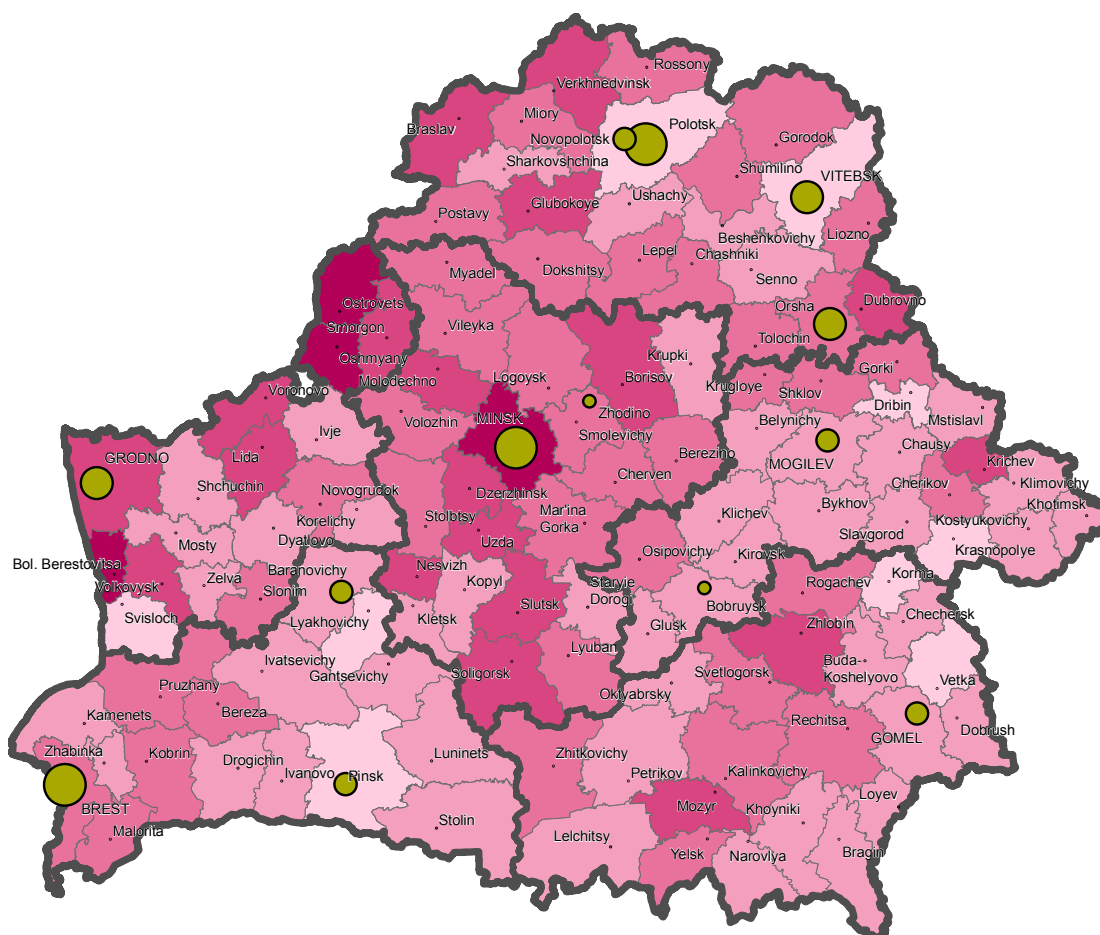 Rossony
Verkhnedvinsk
Miory
Braslav
Polotsk
Novopolotsk
Gorodok
Sharkovshchina
Shumilino
VITEBSK
Ushachy
Glubokoye
Postavy
Beshenkovichy
Liozno
Lepel
Chashniki
Dokshitsy
Myadel
Senno
Ostrovets
Orsha
Dubrovno
Smorgon
Vileyka
Tolochin
Oshmyany
Krupki
Gorki
Molodechno
Logoysk
Borisov
Krugloye
Shklov
Voronovo
Dribin
Zhodino
MINSK
Volozhin
Belynichy
Mstislavl
Smolevichy
Ivje
Chausy
GRODNO
Lida
Berezino
MOGILEV
Krichev
Cherven
Cherikov
Klimovichy
Shchuchin
Novogrudok
Dzerzhinsk
Bykhov
Khotimsk
Mar'ina
Gorka
Korelichy
Stolbtsy
Klichev
Kostyukovichy
Slavgorod
Dyatlovo
Mosty
Uzda
Osipovichy
Kirovsk
Krasnopolye
Bol. Berestovitsa
Baranovichy
Nesvizh
Korma
Volkovysk
Zelva
Kopyl
Staryje
Dorogi
Rogachev
Slonim
Slutsk
Bobruysk
Svisloch
Lyakhovichy
Kletsk
Chechersk
Glusk
Zhlobin
Lyuban
Ivatsevichy
Buda-
Koshelyovo
Gantsevichy
Soligorsk
Svetlogorsk
Vetka
Pruzhany
Oktyabrsky
Kamenets
Bereza
Rechitsa
Dobrush
GOMEL
Zhabinka
Kobrin
Luninets
Zhitkovichy
Drogichin
Ivanovo
Pinsk
Petrikov
Kalinkovichy
Loyev
BREST
Mozyr
Khoyniki
Malorita
Stolin
Lelchitsy
Yelsk
Narovlya
Bragin